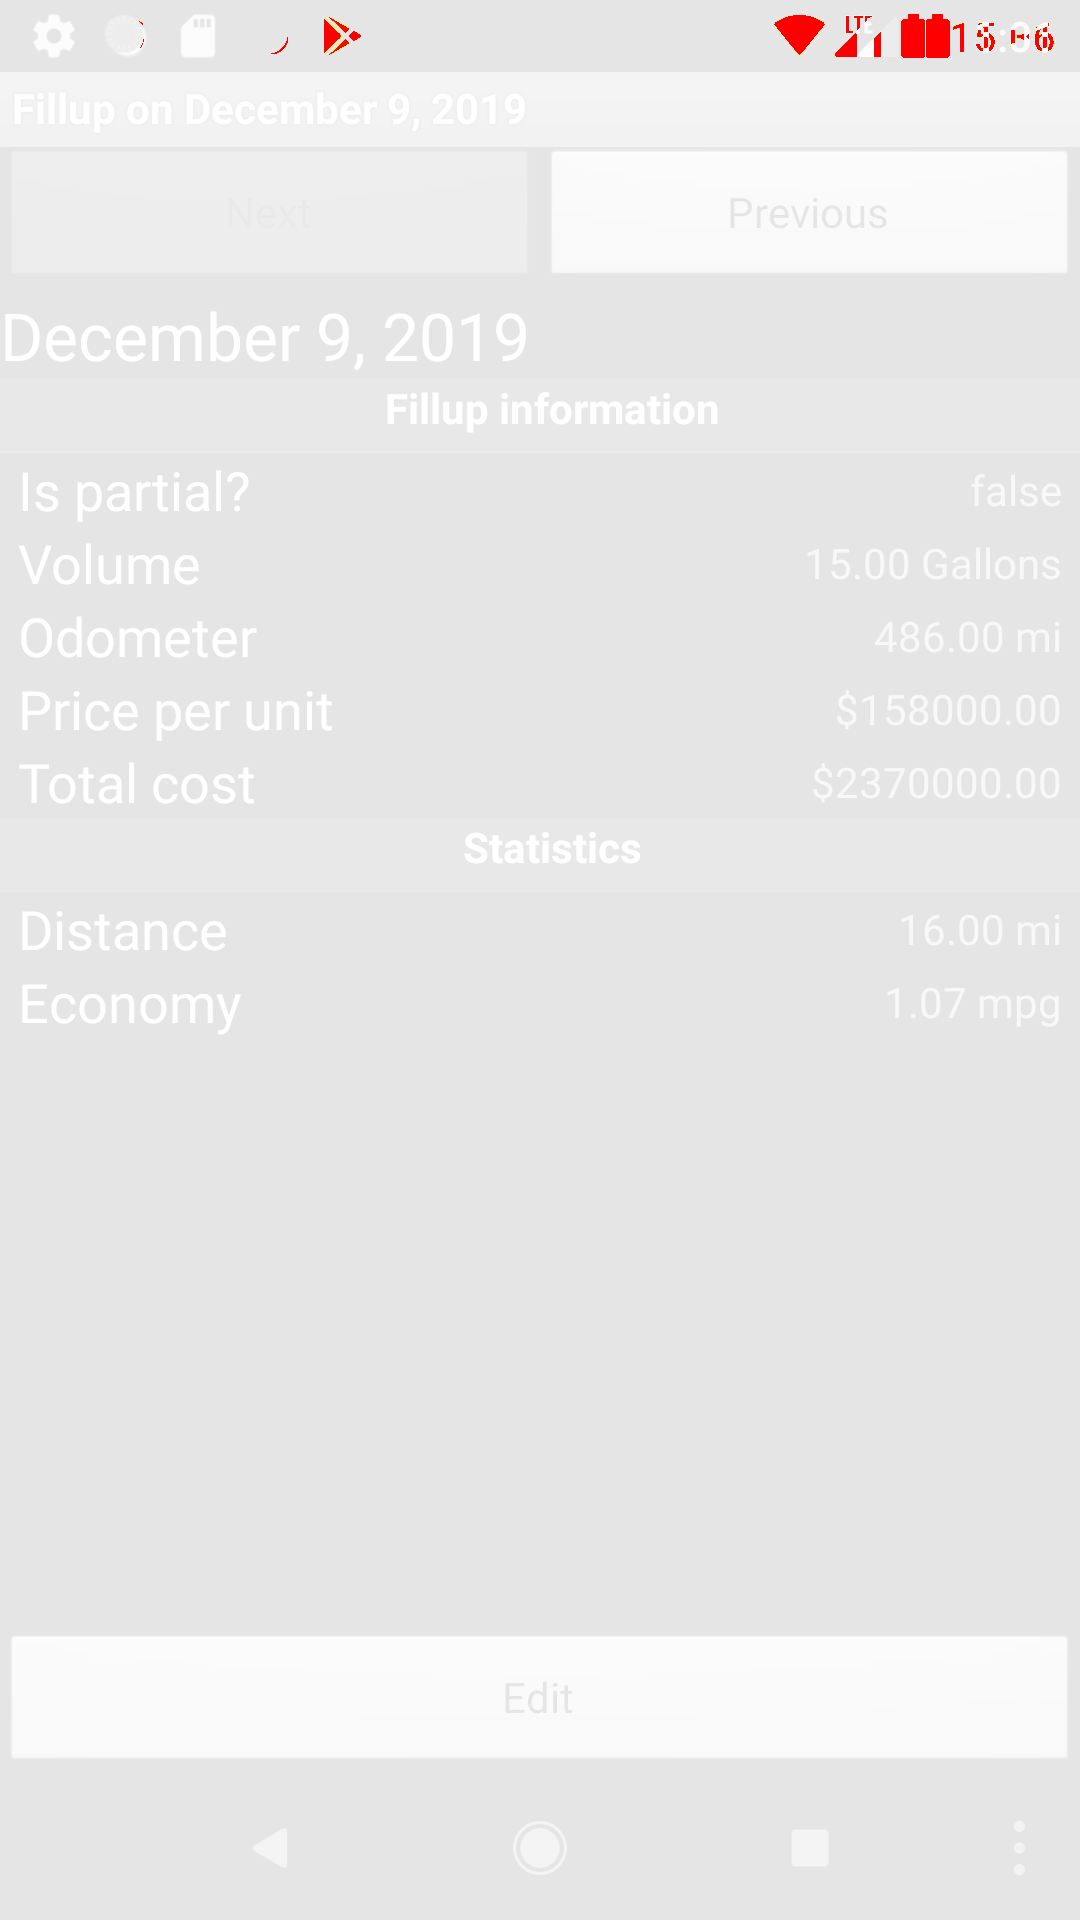 LTE
Fillup on December 9, 2019
Next Previous
December 9, 2019
Fillup information
Is partial? false
Volume 15.00 Gallons
Odometer 486.00 mi
Price per unit $158000.00
Total cost $2370000.00
Statistics
Distance 16.00 mi
Economy 1.07 mpg
Edit